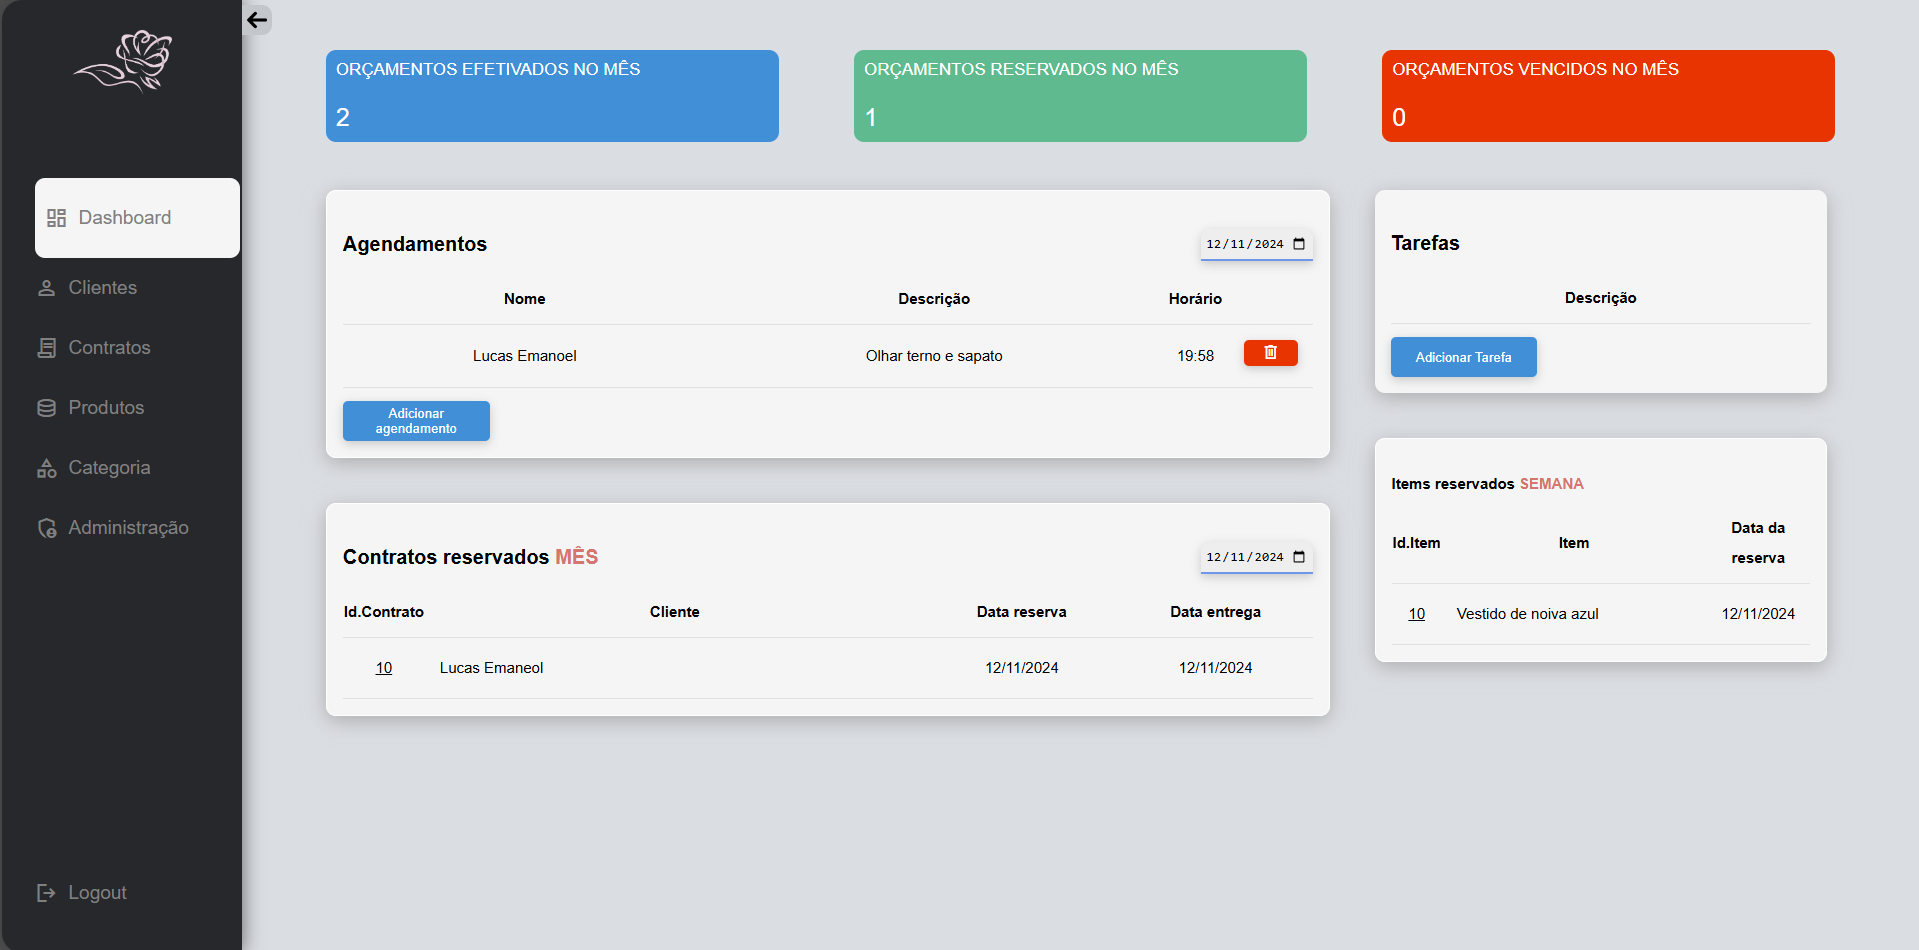 Dashboard
Clientes
Contratos
Produtos
Categoria
Administração
Logout
ORÇAMENTOS EFETIVADOS NO MÊS
2
ORÇAMENTOS RESERVADOS NO MÊS
1
ORÇAMENTOS VENCIDOS NO MÊS
0
Agendamentos
12/11/2024
Nome Descrição Horário
Lucas Emanoel Olhar terno e sapato 19:58
Adicionar
agendamento
Contratos reservados MÊS
12/11/2024
Id.Contrato Cliente Data reserva Data entrega
10 Lucas Emaneol 12/11/2024 12/11/2024
Tarefas
Descrição
Adicionar Tarefa
Items reservados SEMANA
Id.Item Item Data da
reserva
10 Vestido de noiva azul 12/11/2024